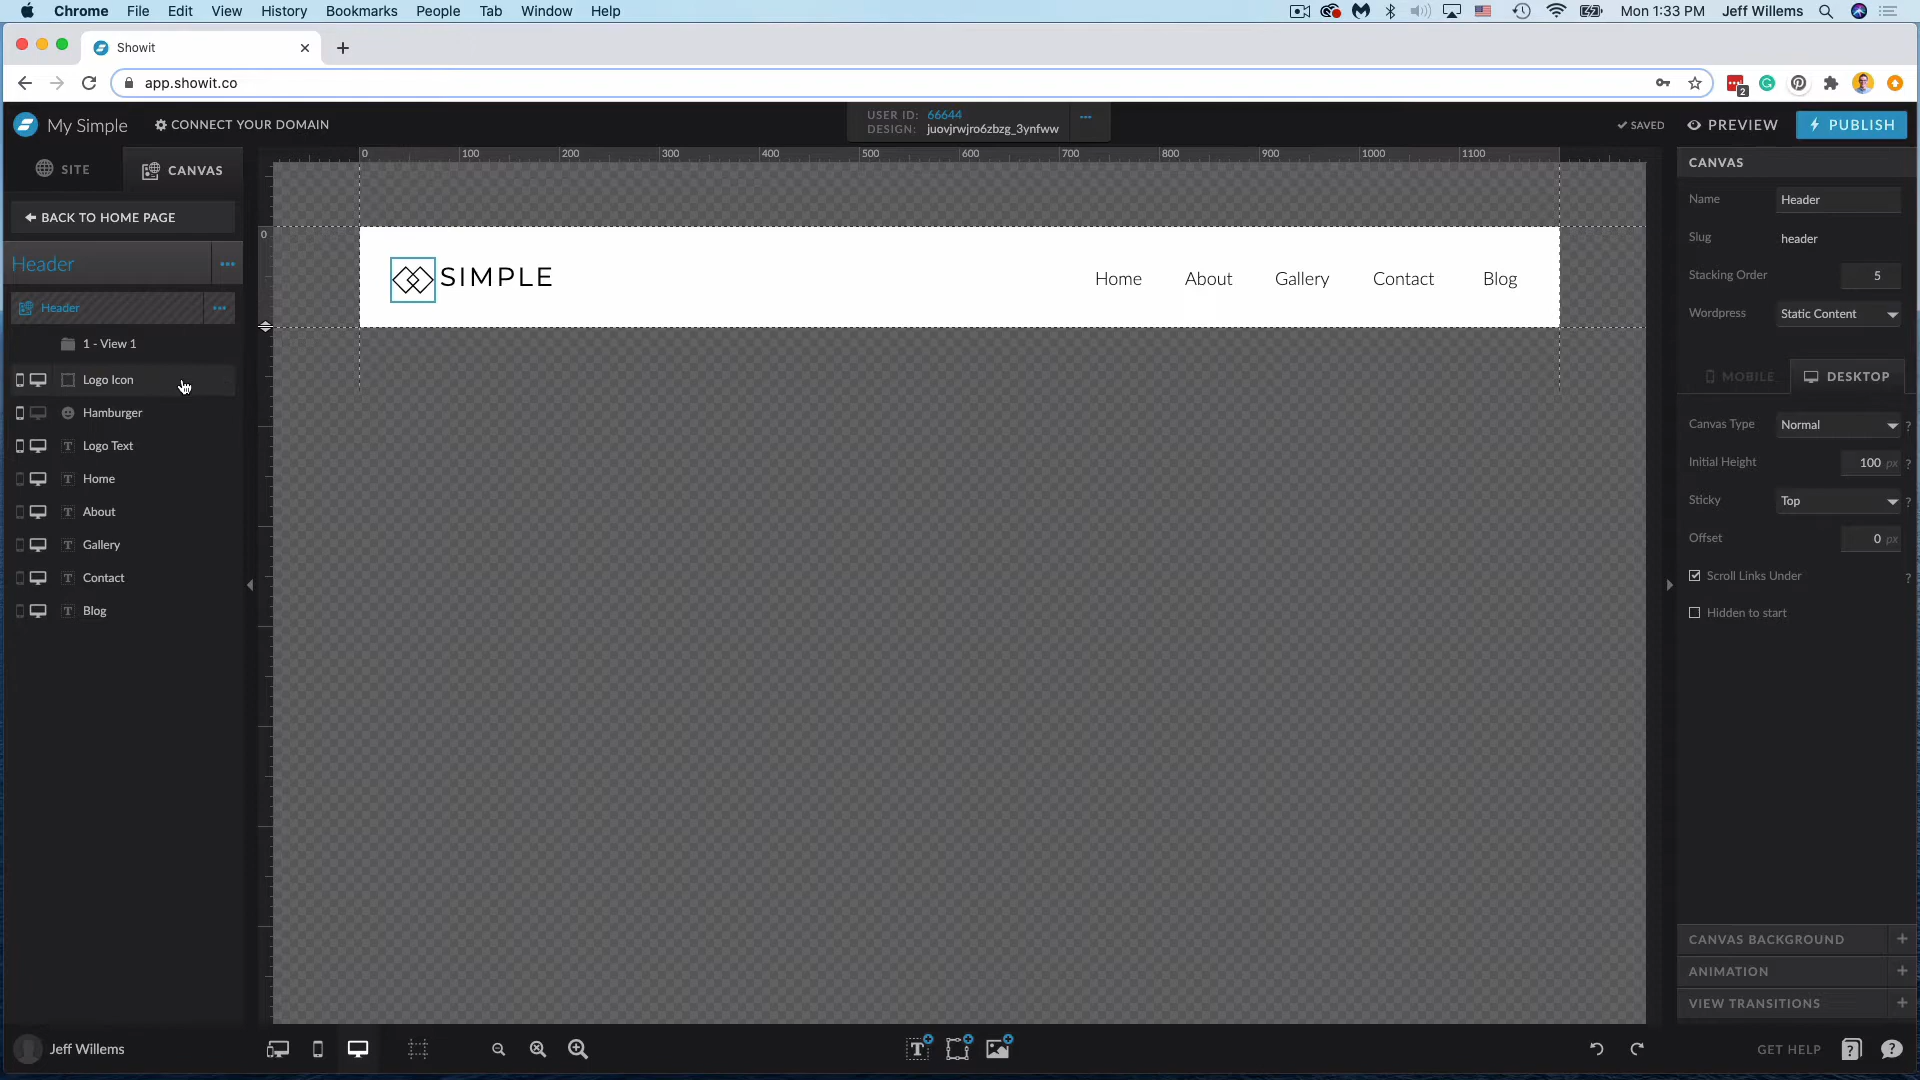 Chrome File Edit View History Bookmarks People Tab Window Help Mon 1:33 PM Jeff Willems
Showit
app.showit.co
2
My Simple CONNECT YOUR DOMAIN
USER ID: 66644
DESIGN: juovjrwjro6zbzg_3ynfww
SAVED PREVIEW PUBLISH
SITE CANVAS
0 100 200 300 400 500 600 700 800 900 1000 1100
CANVAS
BACK TO HOME PAGE
Name Header
0
Slug header
Header
SIMPLE Home About Gallery Contact Blog
Stacking Order 5
Header
Wordpress Static Content
1 - View 1
Logo Icon
MOBILE DESKTOP
Hamburger
Canvas Type Normal ?
T Logo Text
Initial Height 100 px ?
T Home
Sticky Top ?
T About
Offset 0 px
T Gallery
Scroll Links Under ?
T Contact
Hidden to start
T Blog
CANVAS BACKGROUND +
ANIMATION +
VIEW TRANSITIONS +
Jeff Willems
T
GET HELP ? ?